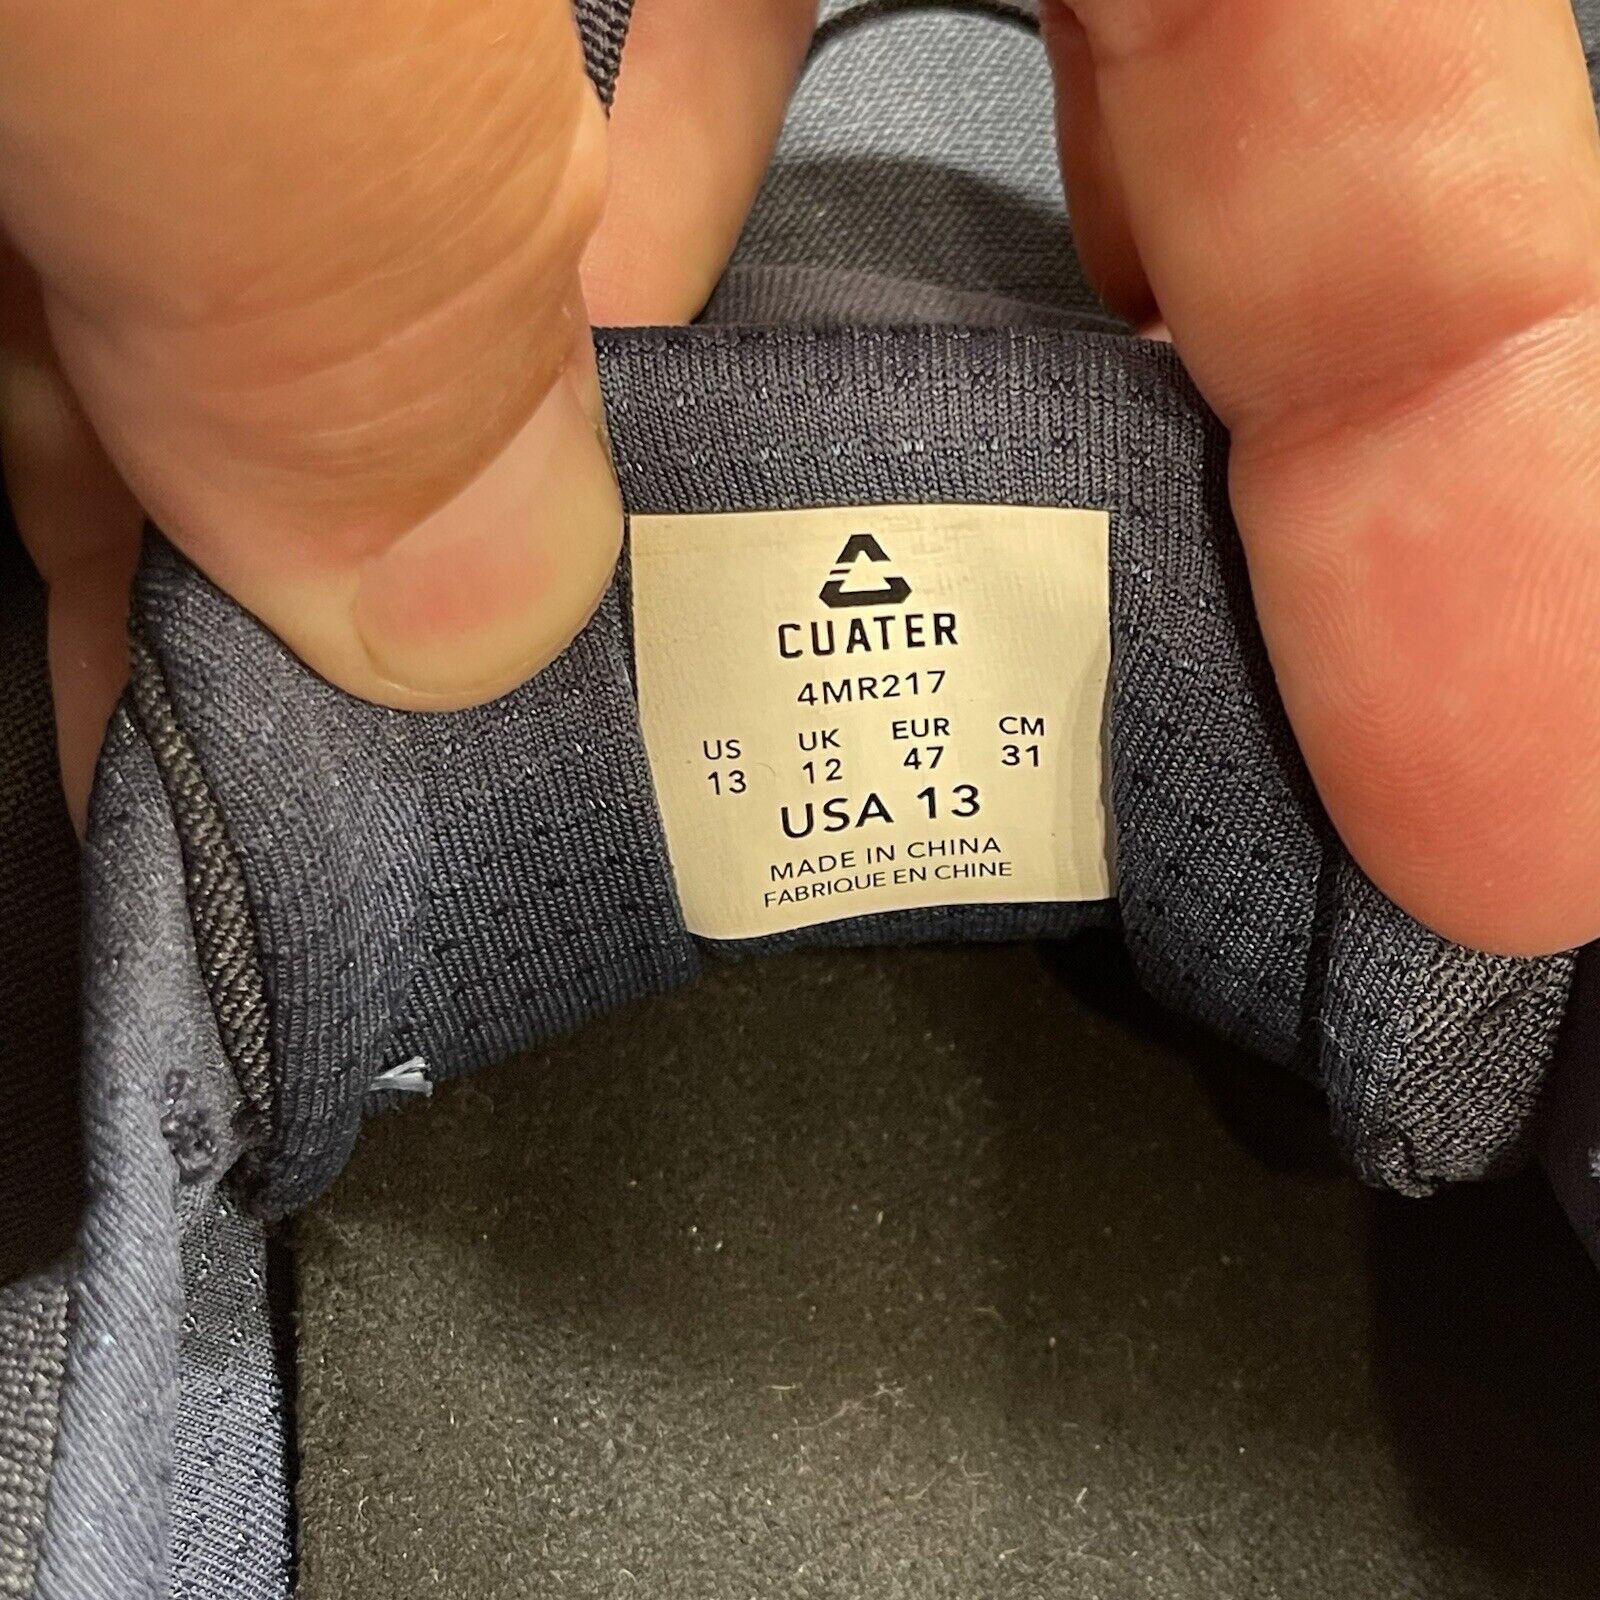 CUATER
4MR217
US UK EUR CM
13 12 47 31
USA 13
MADE IN CHINA
FABRIQUE EN CHINE